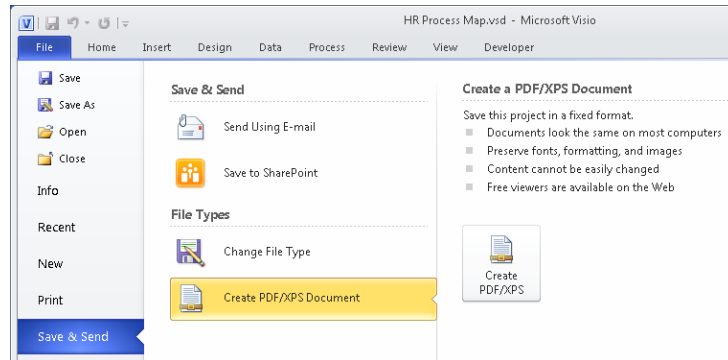 HR Process Map.vsd - Microsoft Visio
File Home Insert Design Data Process Review View Developer
Save
Save As
Open
Close
Info
Recent
New
Print
Save & Send
Save & Send
Send Using E-mail
Save to SharePoint
File Types
Change File Type
Create PDF/XPS Document
Create a PDF/XPS Document
Save this project in a fixed format.
Documents look the same on most computers
Preserve fonts, formatting, and images
Content cannot be easily changed
Free viewers are available on the Web
Create
PDF/XPS